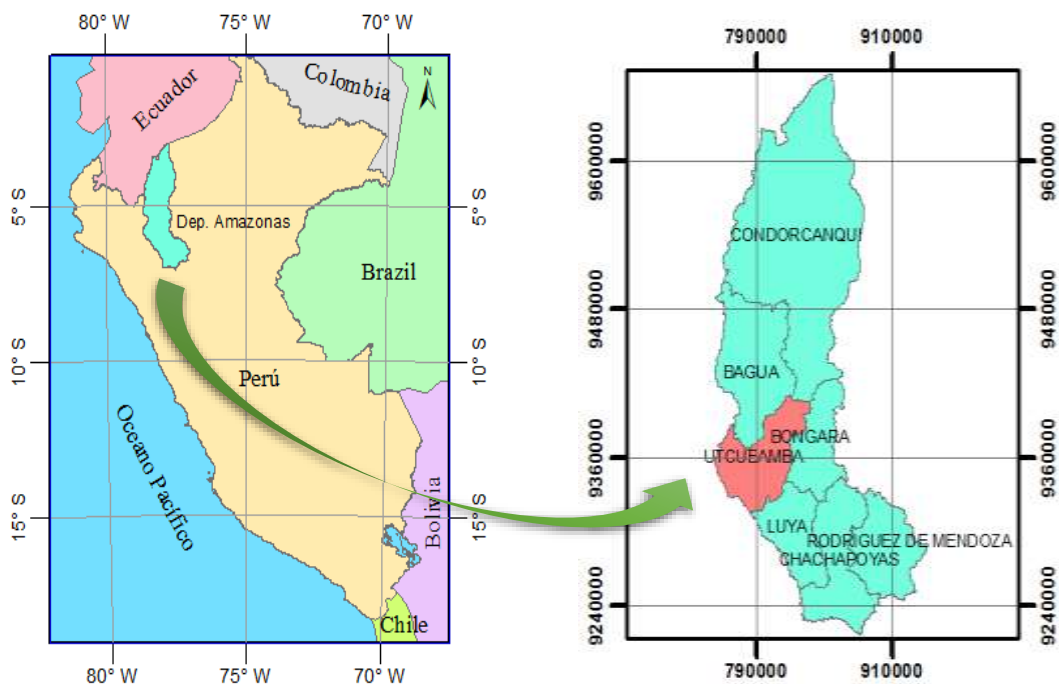 80° W
75° W
70° W
Colombia
N
Ecuador
5° S
5° S
Dep. Amazonas
Brazil
10° S
10° S
Perú
Oceano Pacífico
Bolivia
15° S
15° S
Chile
80° W
75° W
70° W
790000
910000
9600000
9600000
CONDORCANQUI
9480000
9480000
BAGUA
BONGARA
UTCUBAMBA
9360000
9360000
LUYA
RODRIGUEZ DE MENDOZA
CHACHAPOYAS
9240000
9240000
790000
910000